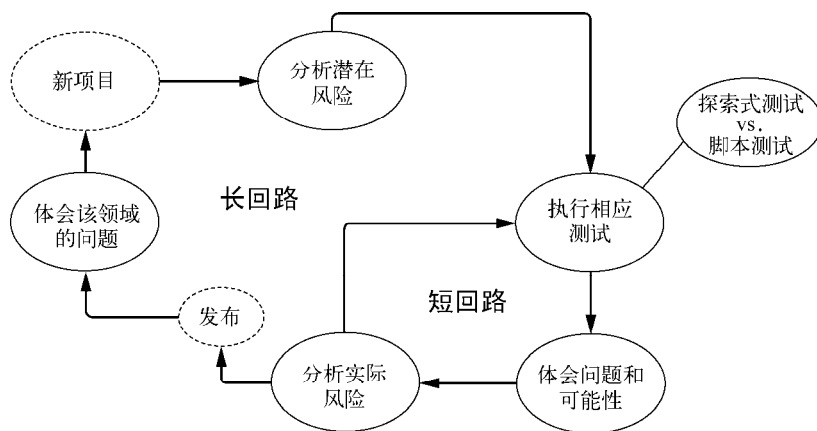 新项目
分析潜在
风险
探索式测试
vs.
脚本测试
体会该领域
的问题
长回路
执行相应
测试
短回路
发布
分析实际
风险
体会问题和
可能性